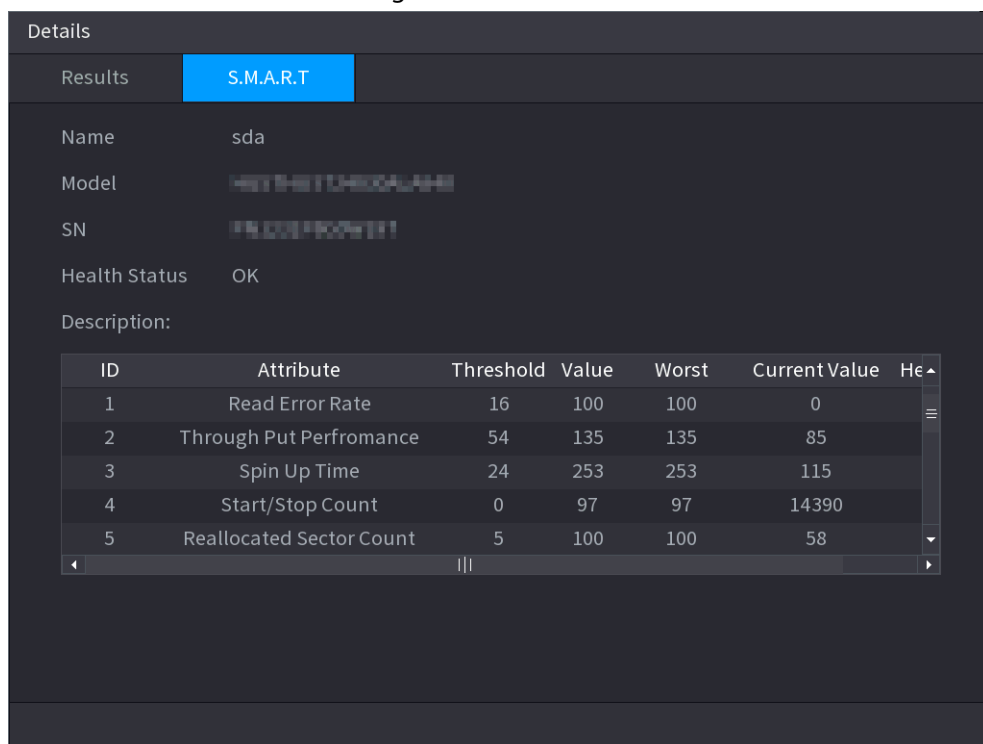 Details
Results S.M.A.R.T
Name sda
Model
SN
Health Status OK
Description:
ID Attribute Threshold Value Worst Current Value He
1 Read Error Rate 16 100 100 0
2 Through Put Perfromance 54 135 135 85
3 Spin Up Time 24 253 253 115
4 Start/Stop Count 0 97 97 14390
5 Reallocated Sector Count 5 100 100 58